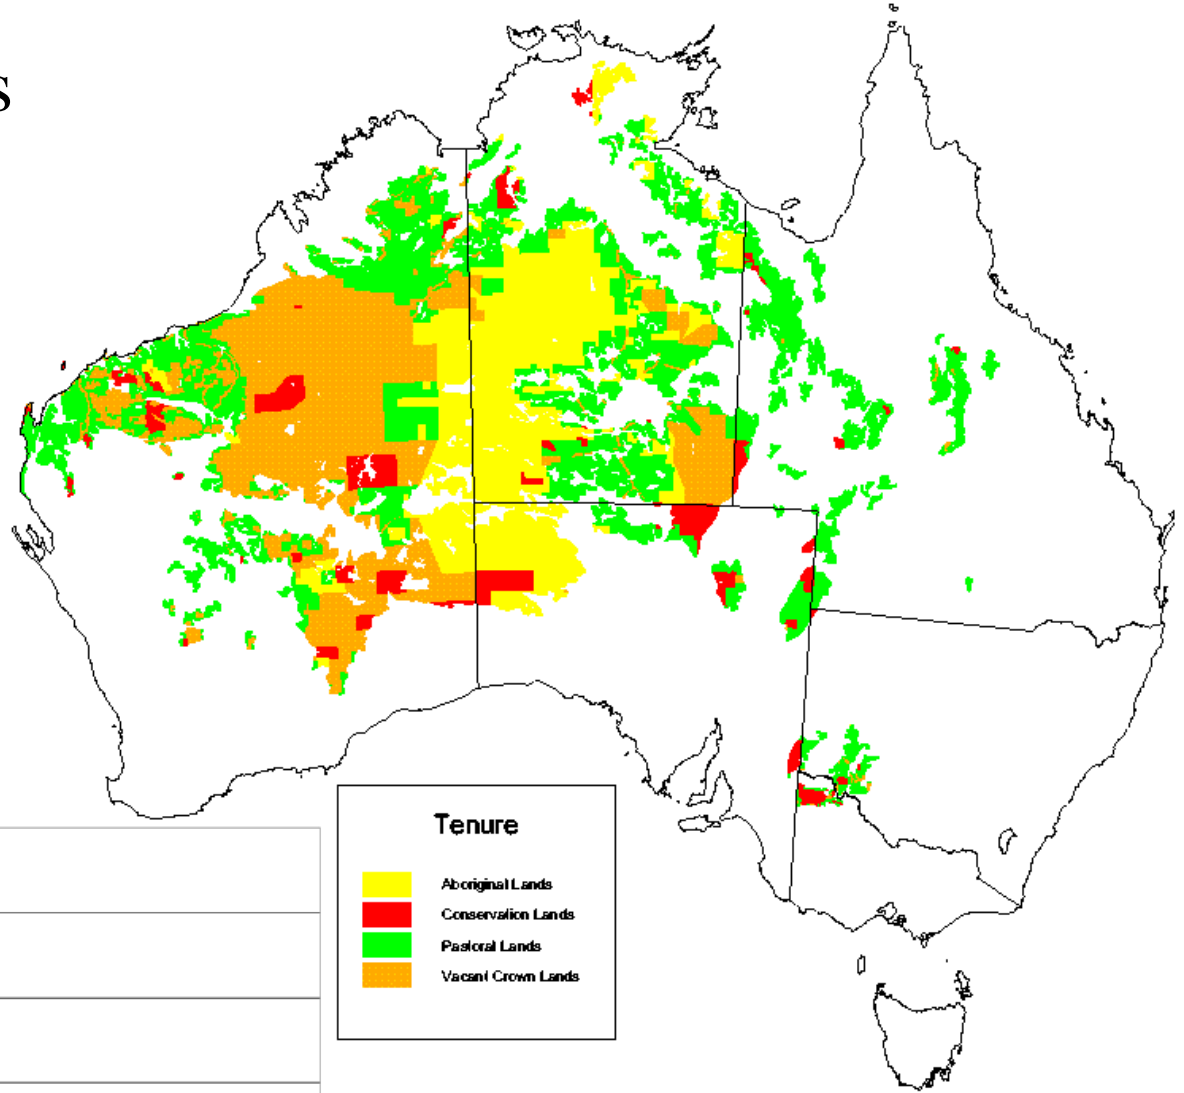 s
Tenure
Aboriginal Lands
Conservation Lands
Pastoral Lands
Vacant Crown Lands